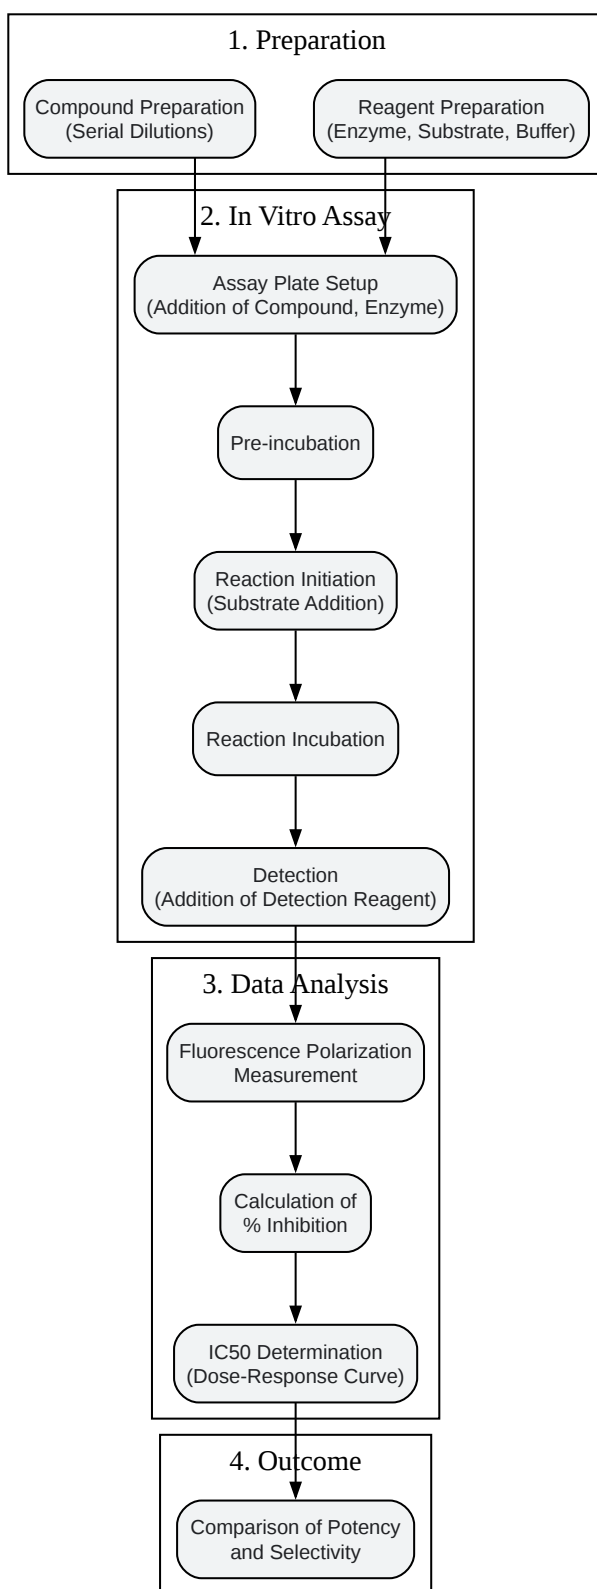 1. Preparation
Compound Preparation
(Serial Dilutions)
Reagent Preparation
(Enzyme, Substrate, Buffer)
2. In Vitro Assay
Assay Plate Setup
(Addition of Compound, Enzyme)
Pre-incubation
Reaction Initiation
(Substrate Addition)
Reaction Incubation
Detection
(Addition of Detection Reagent)
3. Data Analysis
Fluorescence Polarization
Measurement
Calculation of
% Inhibition
IC50 Determination
(Dose-Response Curve)
4. Outcome
Comparison of Potency
and Selectivity